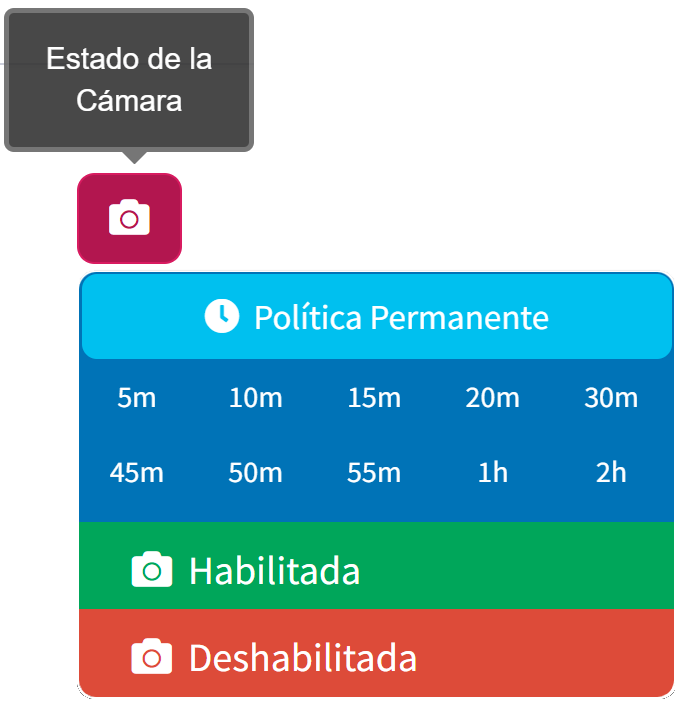 Estado de la
Cámara
Política Permanente
5m 10m 15m 20m 30m
45m 50m 55m 1h 2h
Habilitada
Deshabilitada